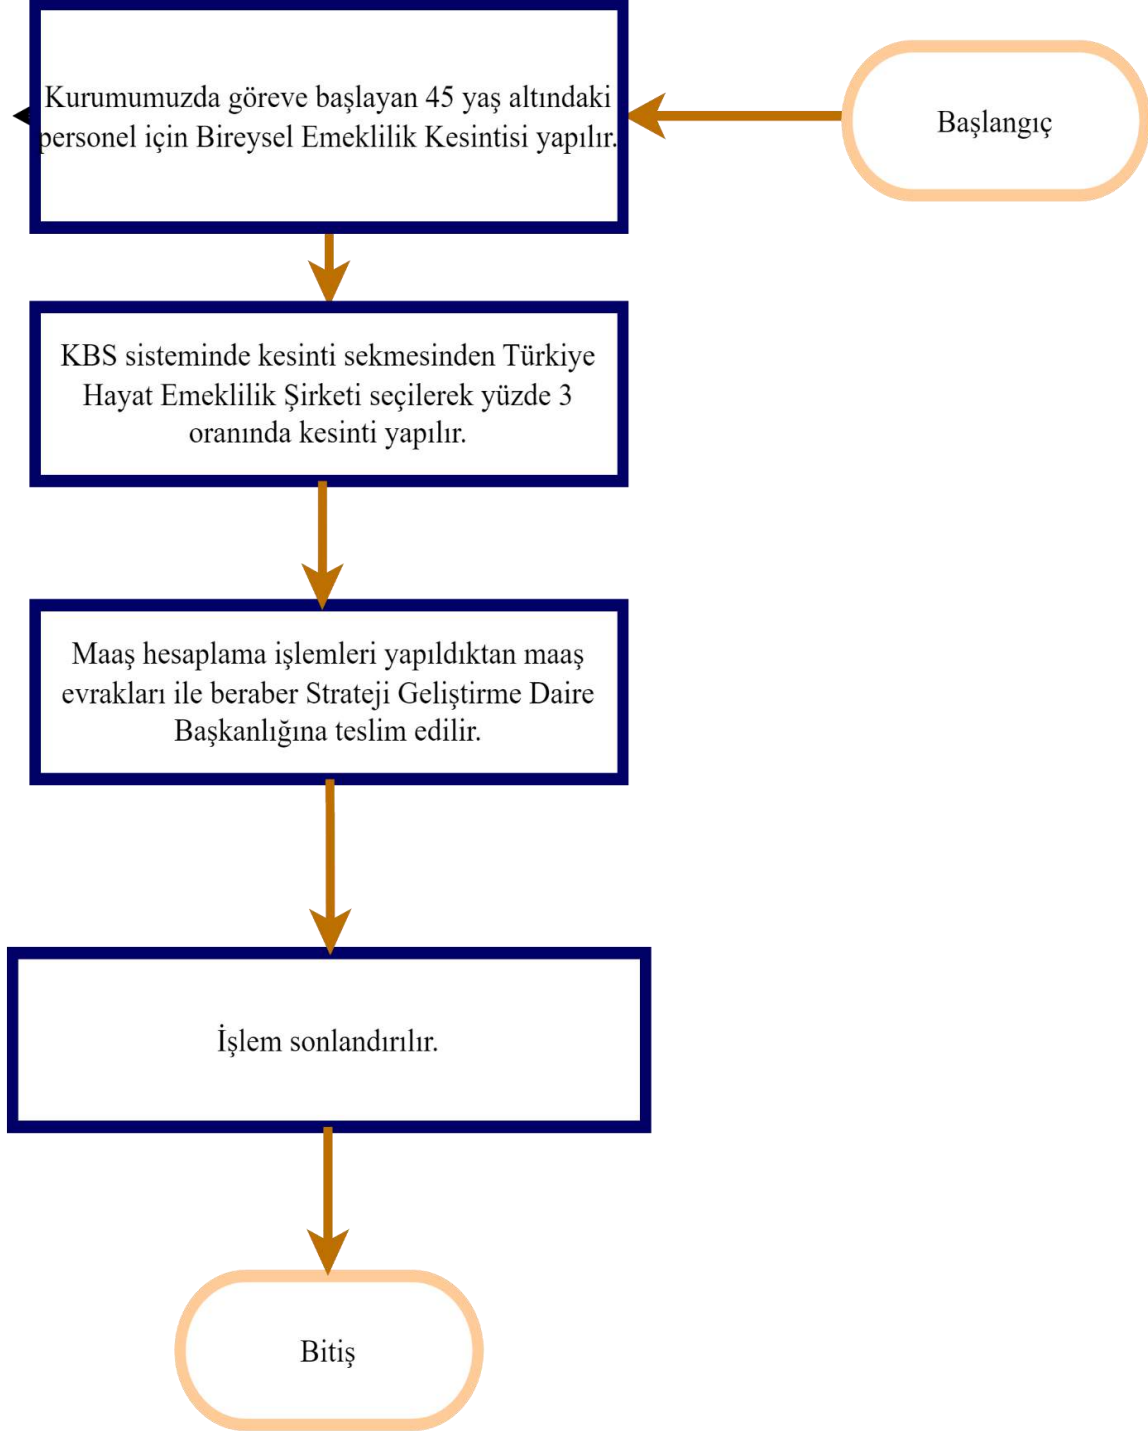 Başlangıç
Kurumumuzda göreve başlayan 45 yaş altındaki
personel için Bireysel Emeklilik Kesintisi yapılır.
KBS sisteminde kesinti sekmesinden Türkiye
Hayat Emeklilik Şirketi seçilerek yüzde 3
oranında kesinti yapılır.
Maaş hesaplama işlemleri yapıldıktan maaş
evrakları ile beraber Strateji Geliştirme Daire
Başkanlığına teslim edilir.
İşlem sonlandırılır.
Bitiş